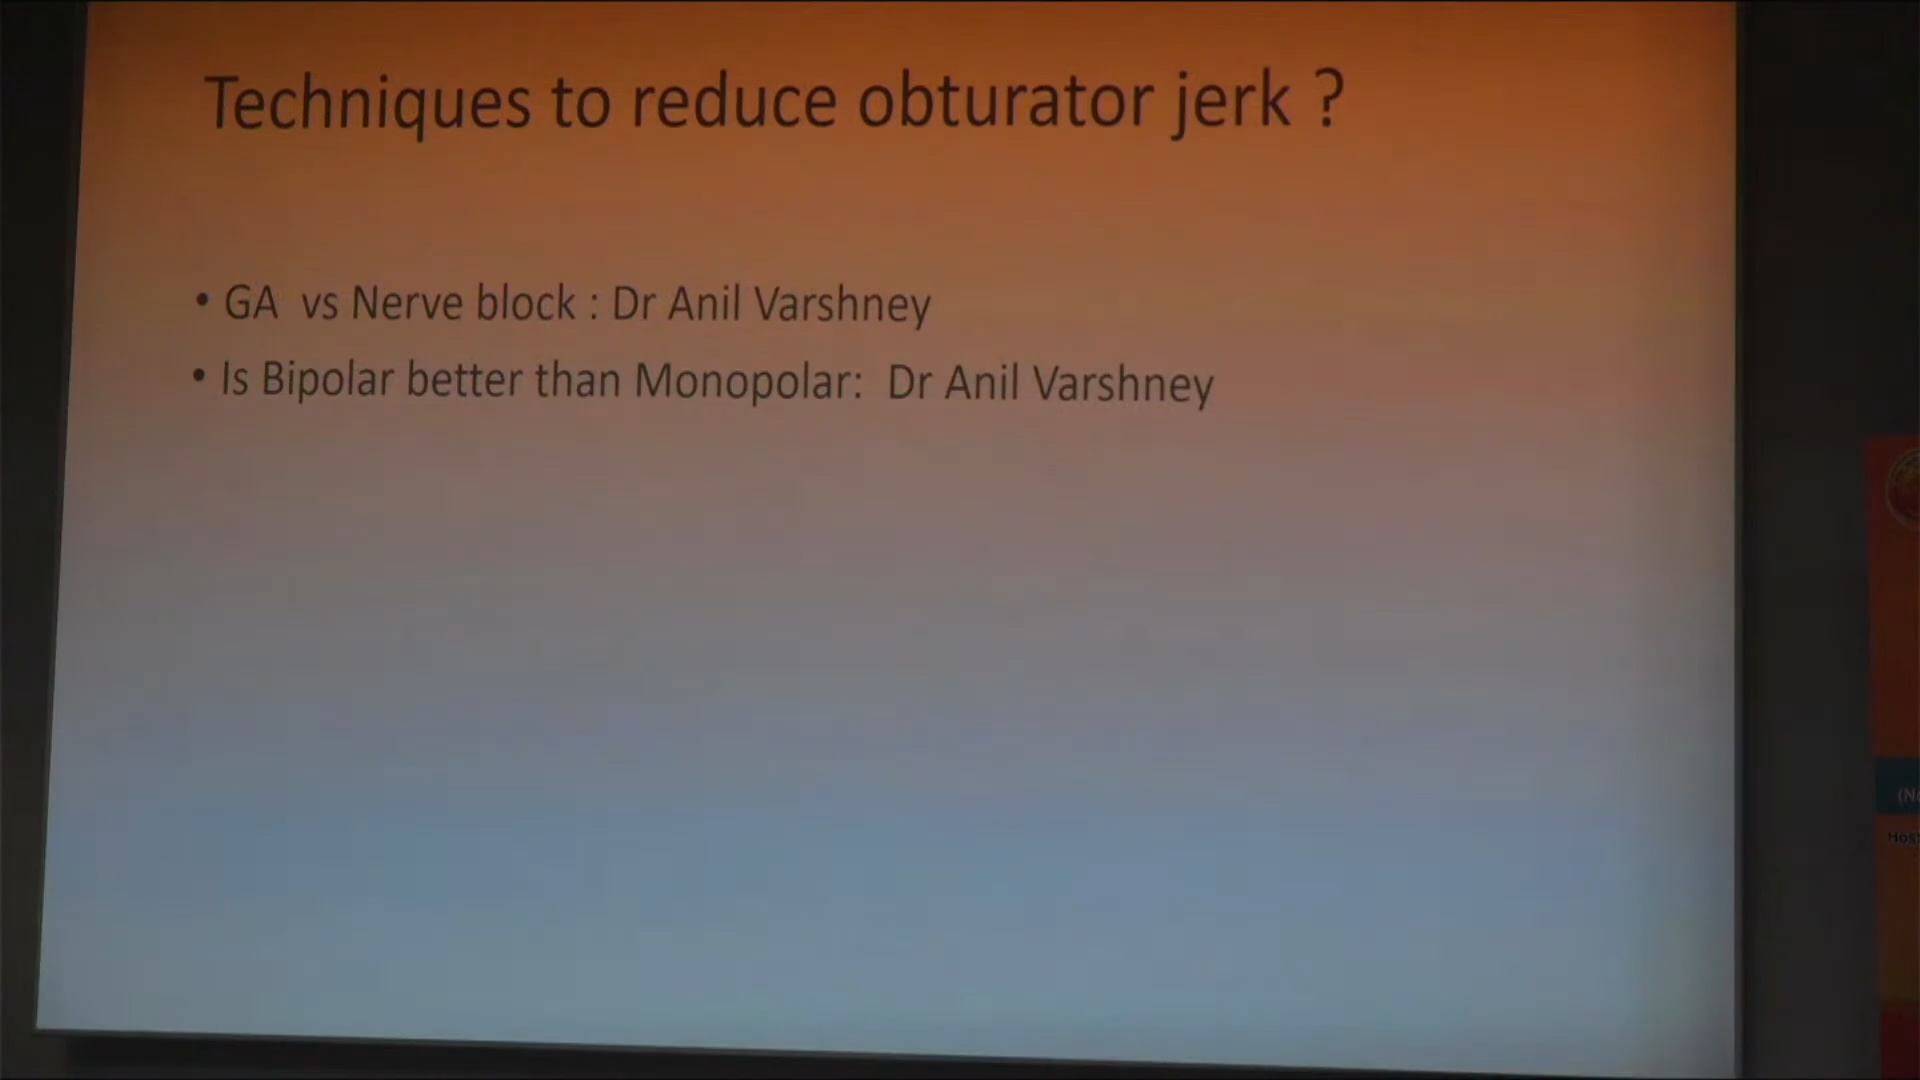 Techniques to reduce obturator jerk ?
• GA vs Nerve block : Dr Anil Varshney
• Is Bipolar better than Monopolar: Dr Anil Varshney